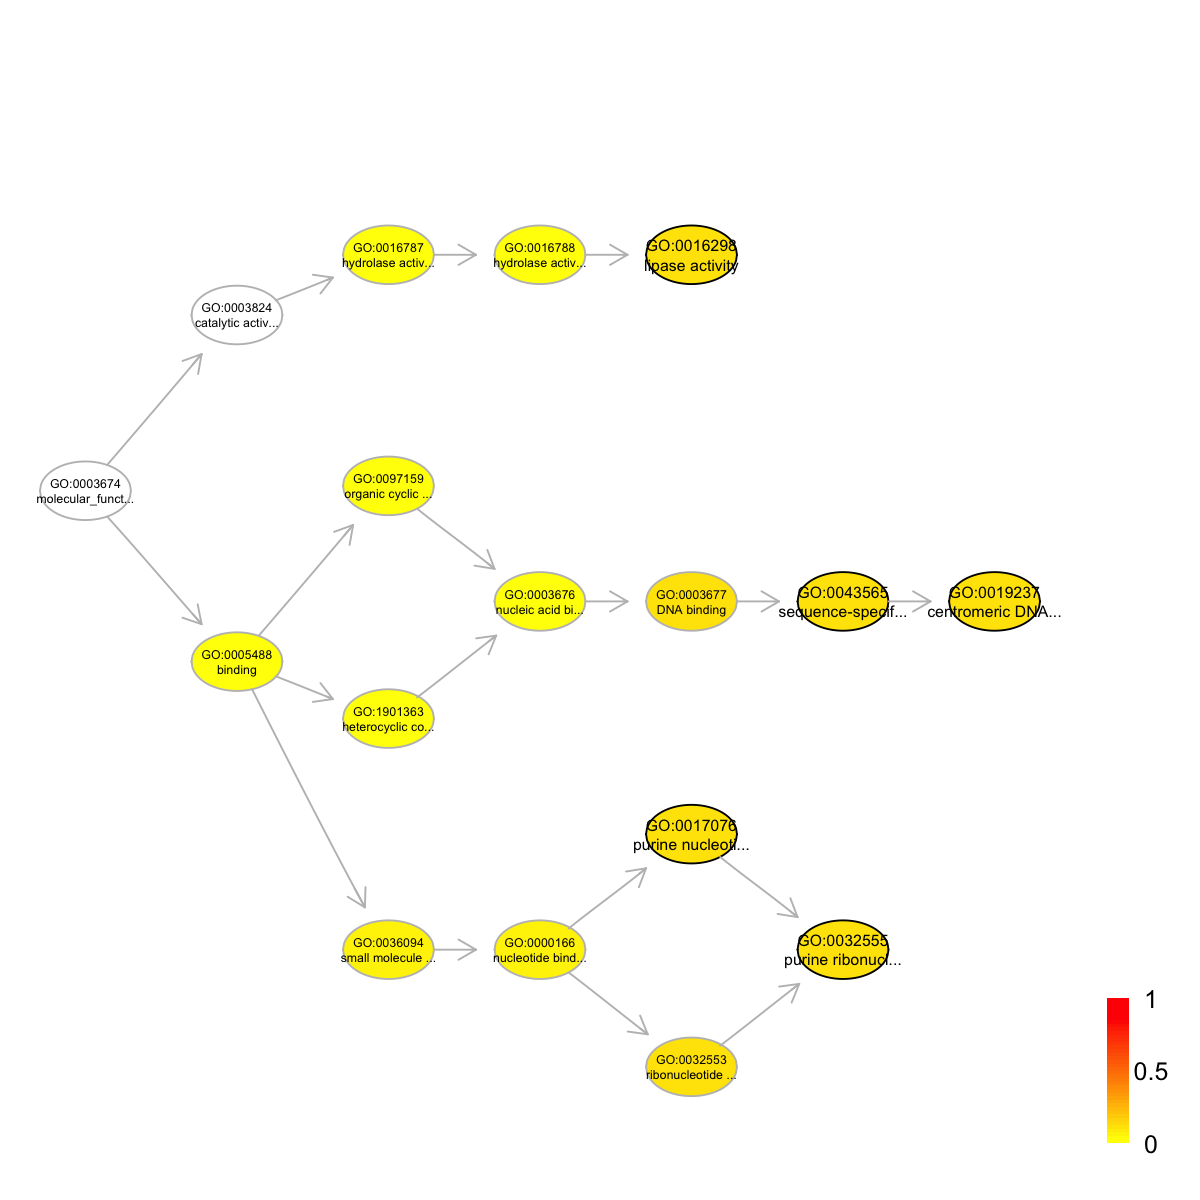 GO:0016787
hydrolase activ...
GO:0016788
hydrolase activ...
GO:0016298
lipase activity
GO:0003824
catalytic activ...
GO:0003674
molecular_funct...
GO:0097159
organic cyclic ...
GO:0003676
nucleic acid bi...
GO:0003677
DNA binding
GO:0043565
sequence-specif...
GO:0019237
centromeric DNA...
GO:0005488
binding
GO:1901363
heterocyclic co...
GO:0017076
purine nucleoti...
GO:0036094
small molecule ...
GO:0000166
nucleotide bind...
GO:0032555
purine ribonucl...
GO:0032553
ribonucleotide ...
1
0.5
0